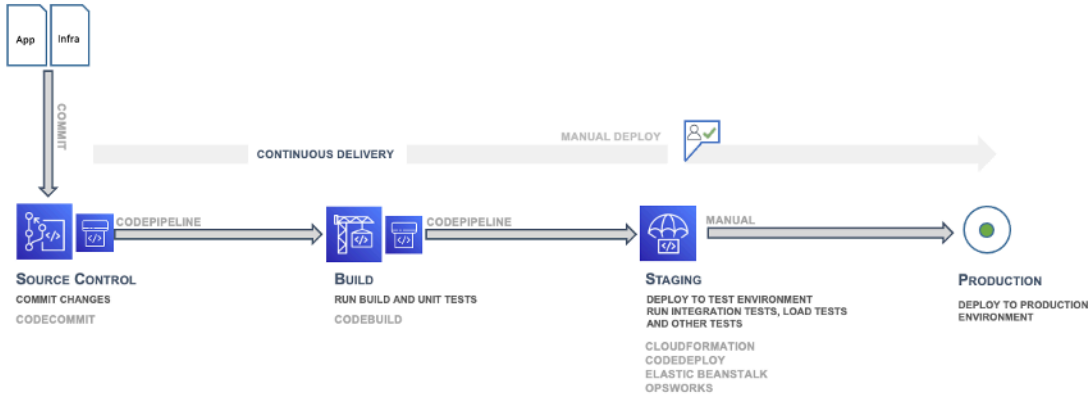 App
Infra
COMMIT
CONTINUOUS DELIVERY
MANUAL DEPLOY
CODEPIPELINE
CODEPIPELINE
MANUAL
SOURCE CONTROL
COMMIT CHANGES
CODECOMMIT
BUILD
RUN BUILD AND UNIT TESTS
CODEBUILD
STAGING
DEPLOY TO TEST ENVIRONMENT
RUN INTEGRATION TESTS, LOAD TESTS
AND OTHER TESTS
CLOUDFORMATION
CODEDEPLOY
ELASTIC BEANSTALK
OPSWORKS
PRODUCTION
DEPLOY TO PRODUCTION
ENVIRONMENT